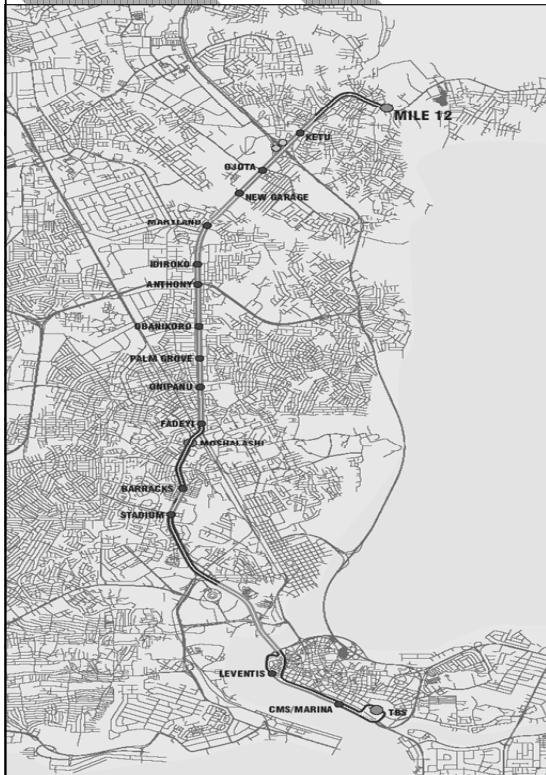 MILE 12
KETU
OJOTA
NEW GARAGE
MARYLAND
IDIROKO
ANTHONY
OBANIKORO
PALM GROVE
ONIPANU
FADEYI
MOSHALASHI
BARRACKS
STADIUM
LEVENTIS
CMS/MARINA
TBS